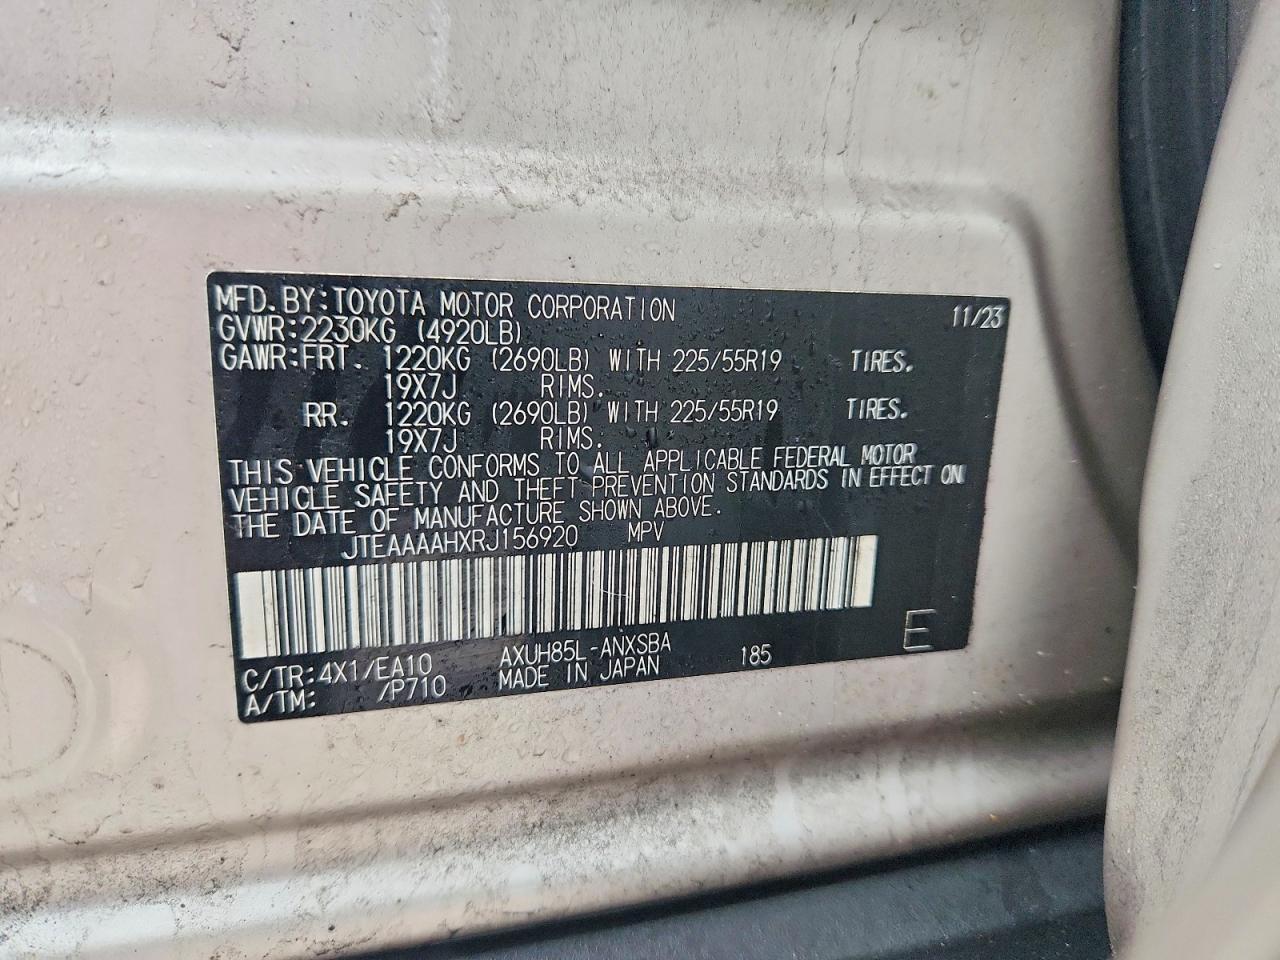 MFD.BY:TOYOTA MOTOR CORPORATION 11/23
GVWR:2230KG (4920LB)
GAWR:FRT. 1220KG (2690LB) WITH 225/55R19 TIRES.
19X7J RIMS.
RR. 1220KG (2690LB) WITH 225/55R19 TIRES.
19X7J RIMS.
THIS VEHICLE CONFORMS TO ALL APPLICABLE FEDERAL MOTOR
VEHICLE SAFETY AND THEFT PREVENTION STANDARDS IN EFFECT ON
THE DATE OF MANUFACTURE SHOWN ABOVE.
JTEAAAAHXRJ156920 MPV
E
C/TR:4X1/EA10 AXUH85L-ANXSBA 185
A/TM: /P710 MADE IN JAPAN